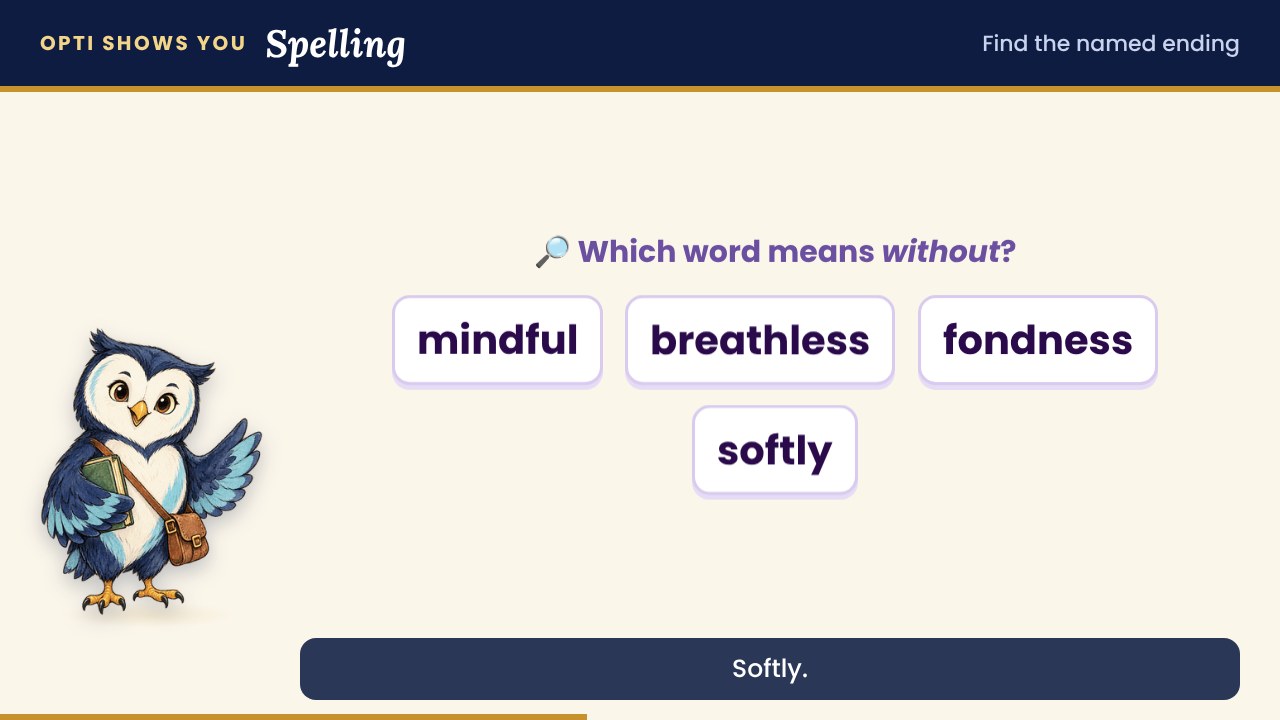 OPTI SHOWS YOU Spelling
Find the named ending
🔎 Which word means without?
mindful breathless fondness
softly
Softly.